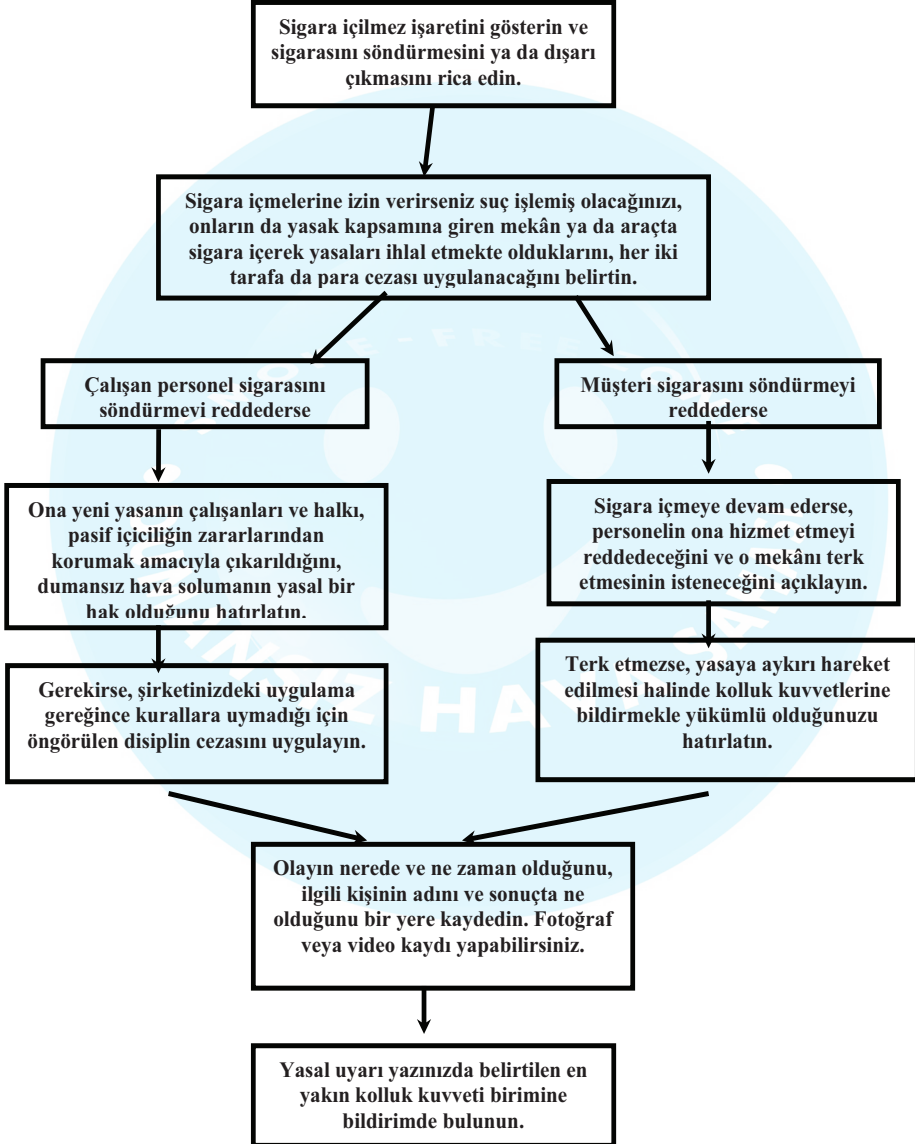 Sigara içilmez işaretini gösterin ve
sigarasını söndürmesini ya da dışarı
çıkmasını rica edin.
Sigara içmelerine izin verirseniz suç işlemiş olacağınızı,
onların da yasak kapsamına giren mekân ya da araçta
sigara içerek yasaları ihlal etmekte olduklarını, her iki
tarafa da para cezası uygulanacağını belirtin.
Çalışan personel sigarasını
söndürmeyi reddederse
Ona yeni yasanın çalışanları ve halkı,
pasif içiciliğin zararlarından
korumak amacıyla çıkarıldığını,
dumansız hava solumanın yasal bir
hak olduğunu hatırlatın.
Gerekirse, şirketinizdeki uygulama
gereğince kurallara uymadığı için
öngörülen disiplin cezasını uygulayın.
Müşteri sigarasını söndürmeyi
reddederse
Sigara içmeye devam ederse,
personelin ona hizmet etmeyi
reddedeceğini ve o mekânı terk
etmesinin isteneceğini açıklayın.
Terk etmezse, yasaya aykırı hareket
edilmesi halinde kolluk kuvvetlerine
bildirmekle yükümlü olduğunuzu
hatırlatın.
Olayın nerede ve ne zaman olduğunu,
ilgili kişinin adını ve sonuçta ne
olduğunu bir yere kaydedin. Fotoğraf
veya video kaydı yapabilirsiniz.
Yasal uyarı yazınızda belirtilen en
yakın kolluk kuvveti birimine
bildirimde bulunun.